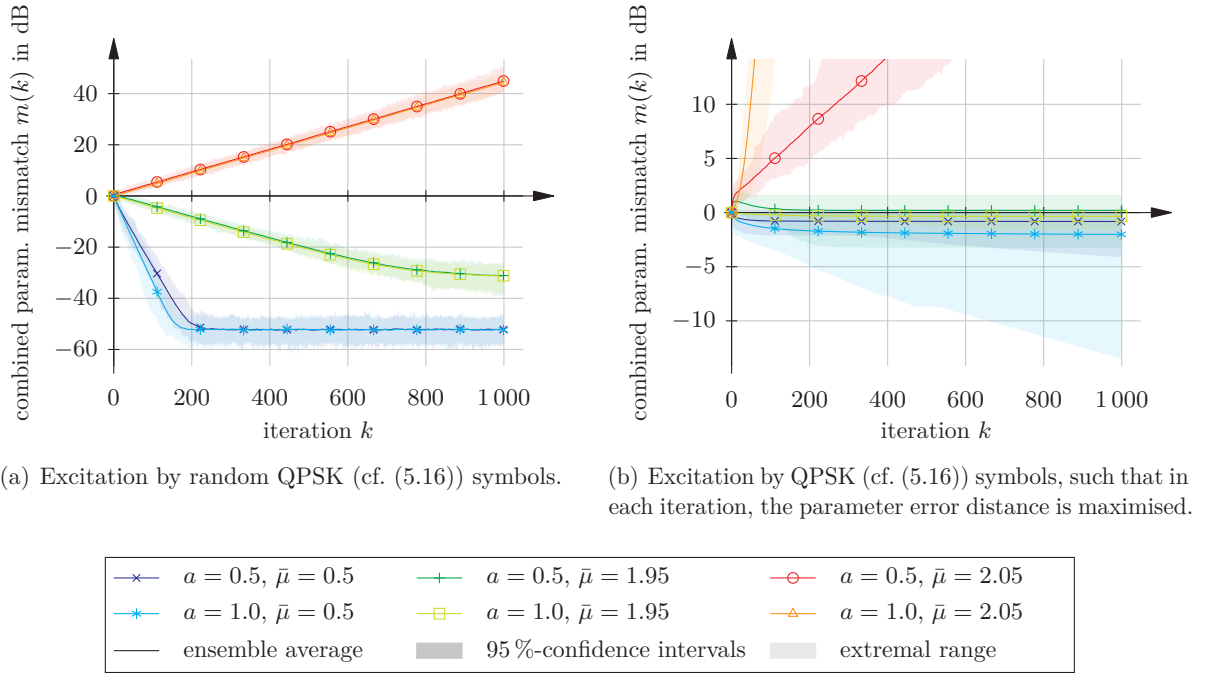 combined param. mismatch m(k) in dB
40
20
0
−20
−40
−60
0
200
400
600
800
1 000
iteration k
(a) Excitation by random QPSK (cf. (5.16)) symbols.
combined param. mismatch m(k) in dB
10
5
0
−5
−10
0
200
400
600
800
1 000
iteration k
(b) Excitation by QPSK (cf. (5.16)) symbols, such that in
each iteration, the parameter error distance is maximised.
a = 0.5, μ̄ = 0.5
a = 0.5, μ̄ = 1.95
a = 0.5, μ̄ = 2.05
a = 1.0, μ̄ = 0.5
a = 1.0, μ̄ = 1.95
a = 1.0, μ̄ = 2.05
ensemble average
95 %-confidence intervals
extremal range